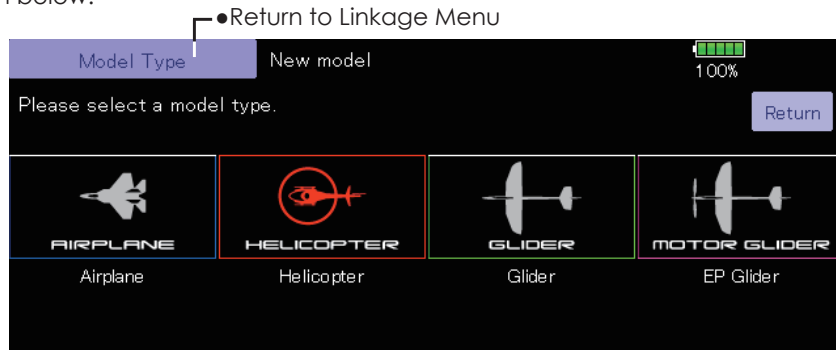 below.
●Return to Linkage Menu
Model Type New model 100%
Please select a model type.
Return
AIRPLANE HELICOPTER GLIDER MOTOR GLIDER
Airplane Helicopter Glider EP Glider